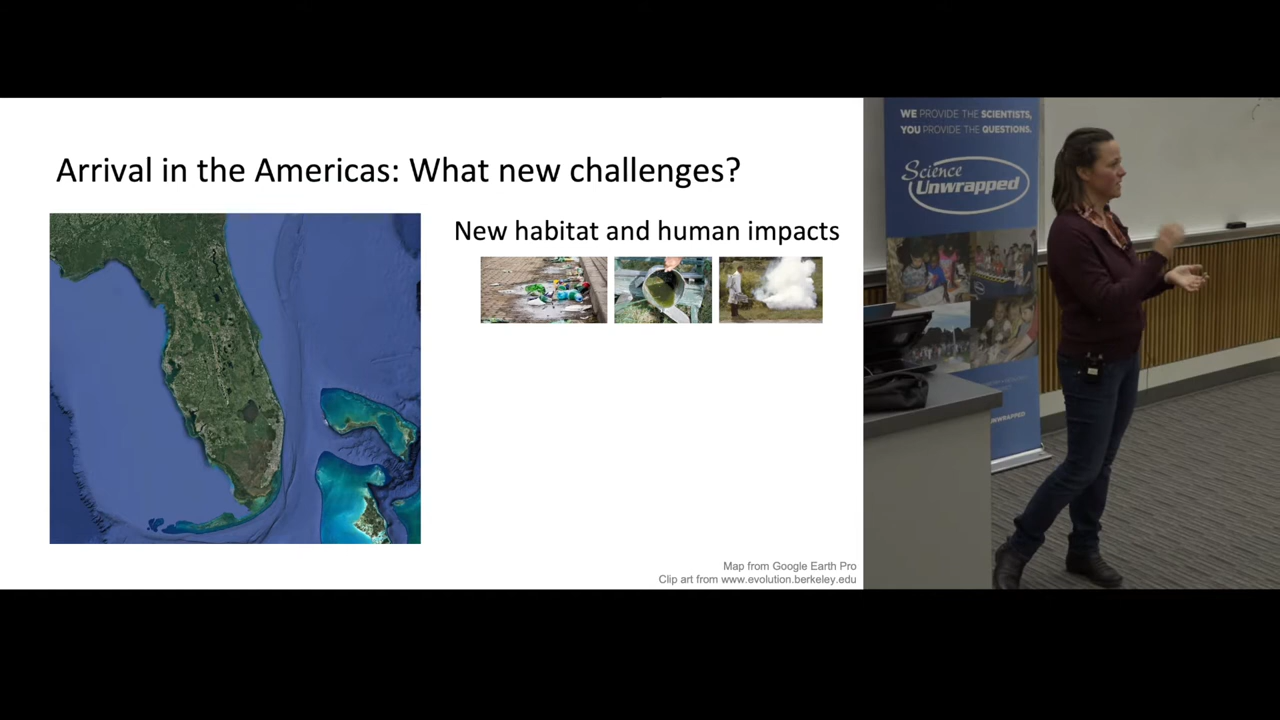 Arrival in the Americas: What new challenges?
New habitat and human impacts
Map from Google Earth Pro
Clip art from www.evolution.berkeley.edu
WE PROVIDE THE SCIENTISTS,
YOU PROVIDE THE QUESTIONS.
Science
Unwrapped